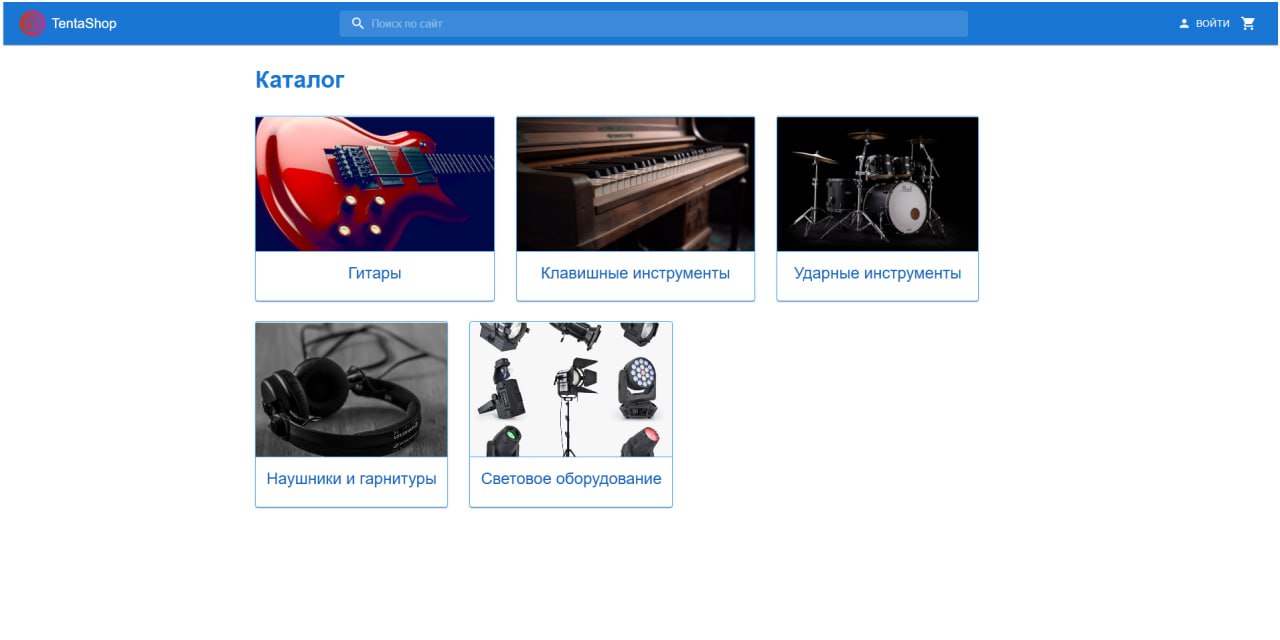 TentaShop
Поиск по сайт
ВОЙТИ
Каталог
Гитары
Клавишные инструменты
Ударные инструменты
Наушники и гарнитуры
Световое оборудование